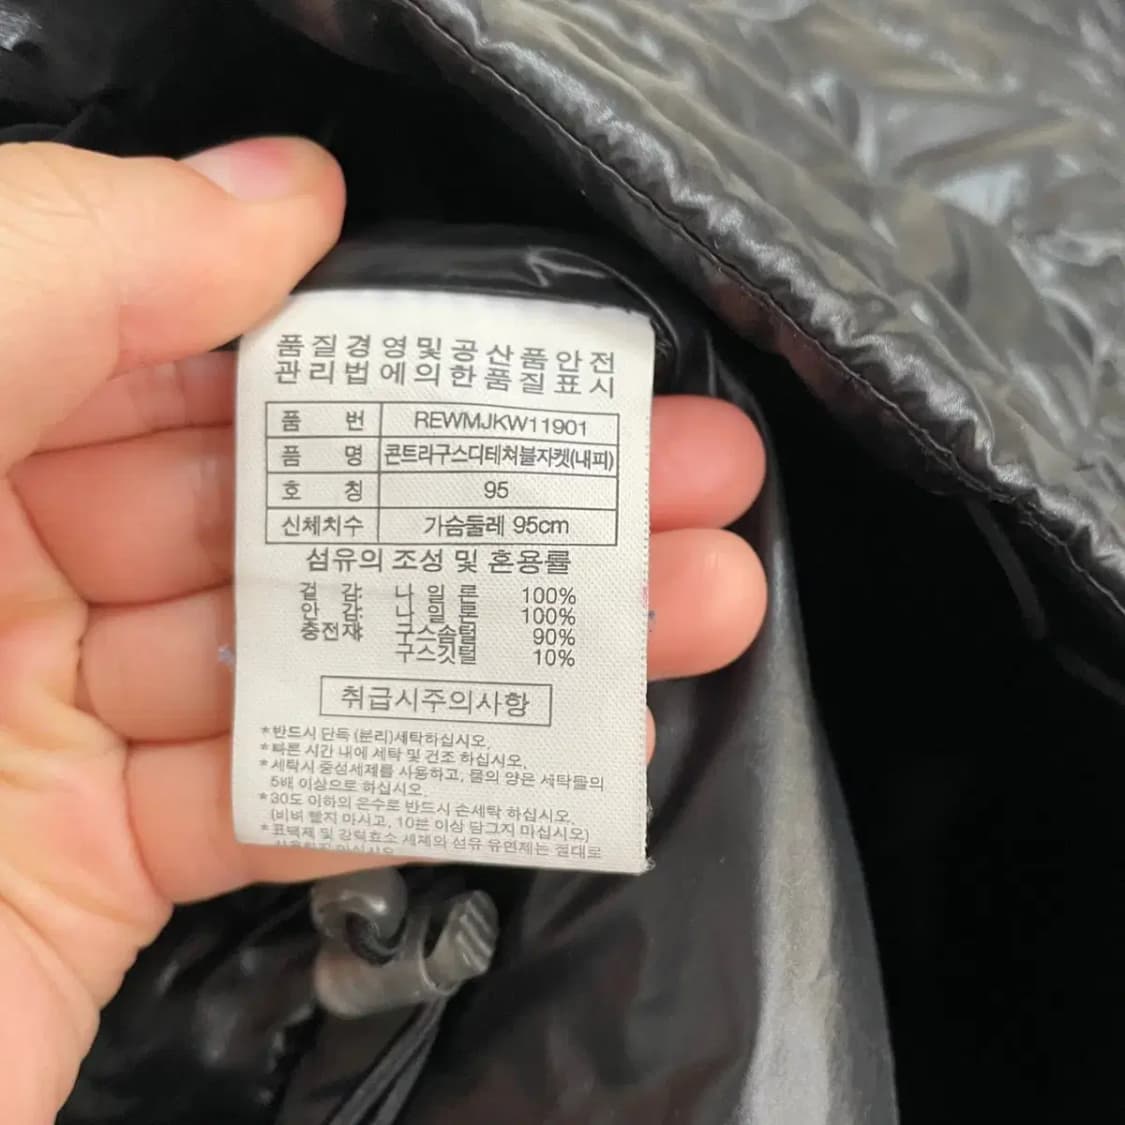 품질경영및공산품안전
관리법에의한품질표시
품 번 REWMJKW11901
품 명 콘트라구스디테쳐블자켓(내피)
호 칭 95
신체치수 가슴둘레 95cm
섬유의 조성 및 혼용률
겉 감: 나 일 론 100%
안 감: 나 일 론 100%
충전재: 구스솜털 90%
구스깃털 10%
취급시주의사항
*반드시 단독 (분리)세탁하십시오.
*빠른 시간 내에 세탁 및 건조 하십시오.
*세탁시 중성세제를 사용하고, 물의 양은 세탁물의
5배 이상으로 하십시오.
*30도 이하의 온수로 반드시 손세탁 하십시오.
(비벼 빨지 마시고, 10분 이상 담그지 마십시오)
*표백제 및 강력효소 세제와 섬유 유연제는 절대로